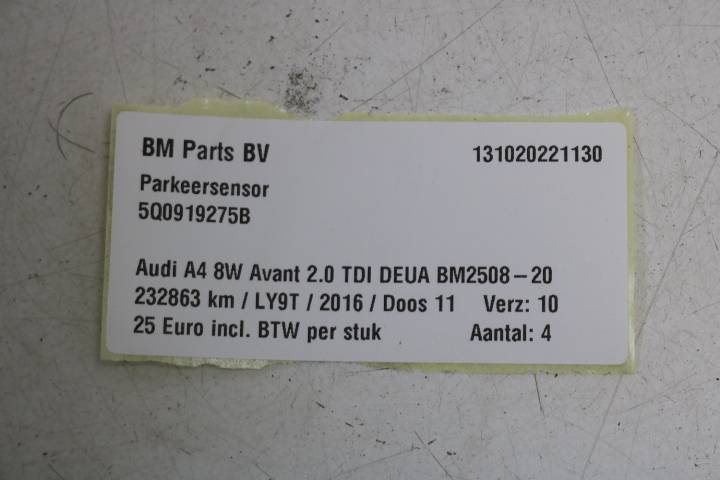 BM Parts BV 131020221130
Parkeersensor
5Q0919275B
Audi A4 8W Avant 2.0 TDI DEUA BM2508-20
232863 km / LY9T / 2016 / Doos 11 Verz: 10
25 Euro incl. BTW per stuk Aantal: 4